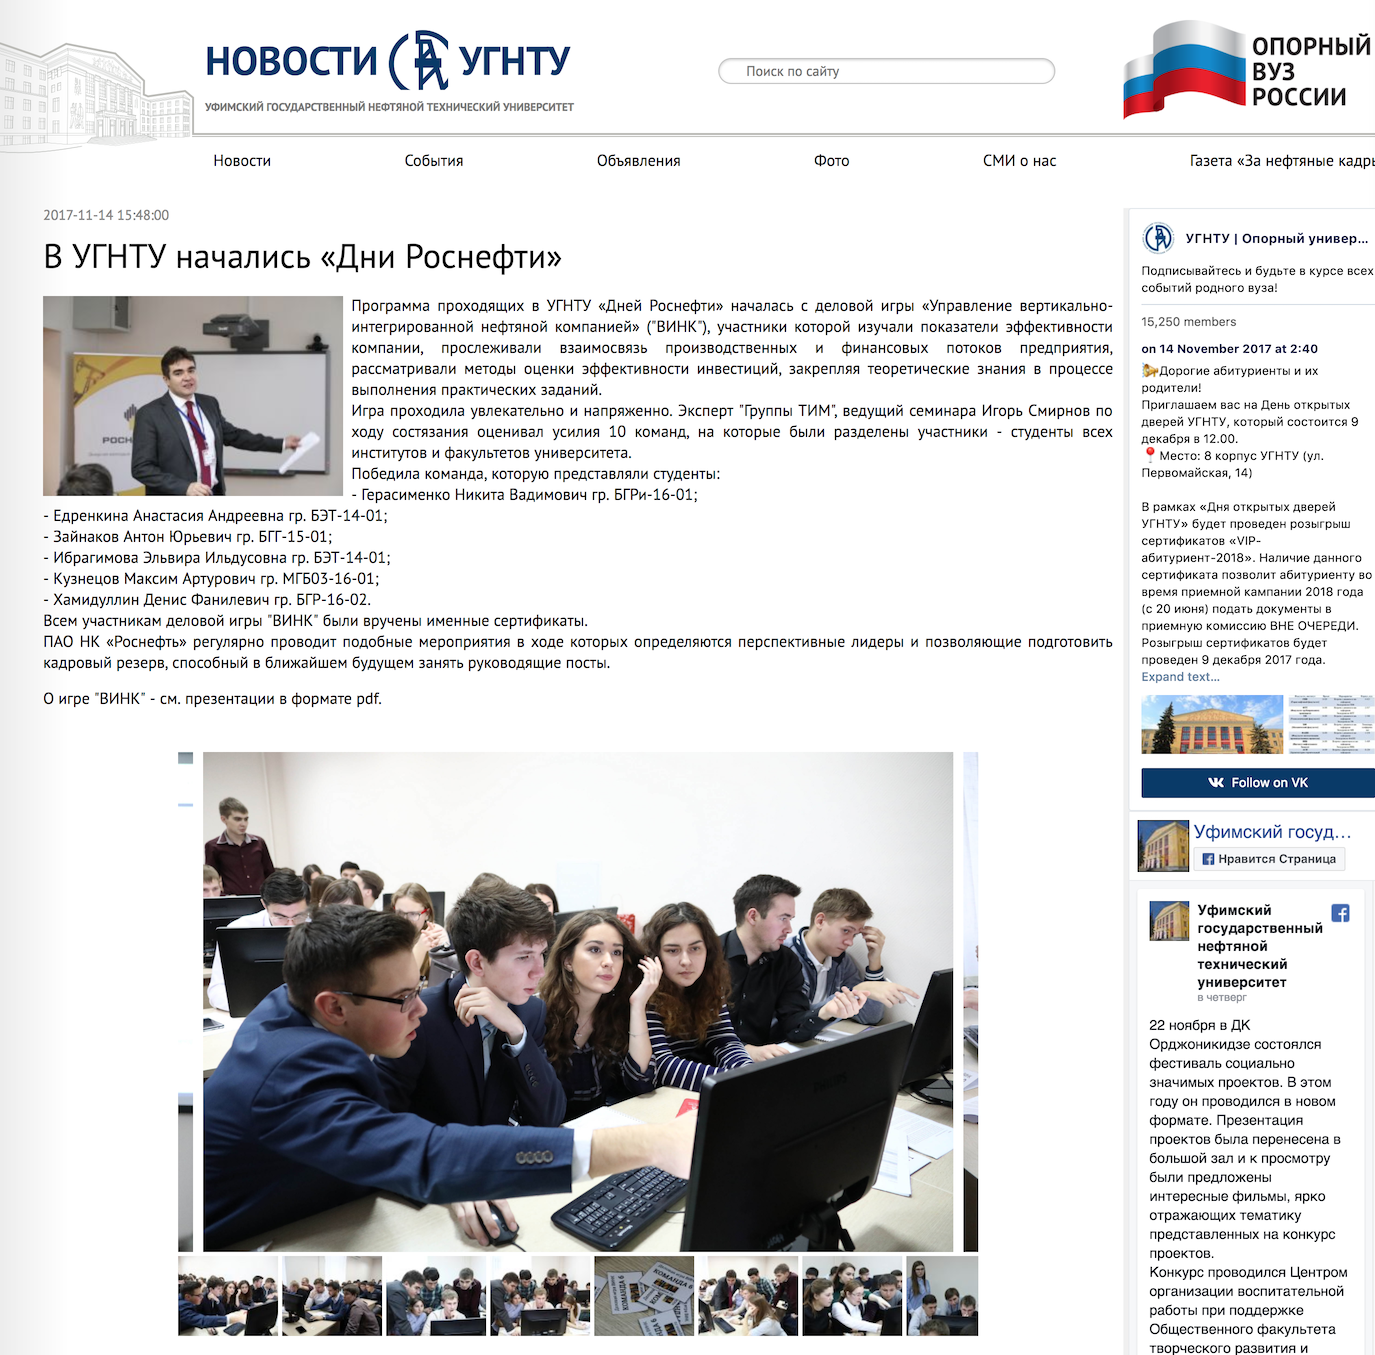 НОВОСТИ УГНТУ
УФИМСКИЙ ГОСУДАРСТВЕННЫЙ НЕФТЯНОЙ ТЕХНИЧЕСКИЙ УНИВЕРСИТЕТ
Поиск по сайту
ОПОРНЫЙ
ВУЗ
РОССИИ
Новости
События
Объявления
Фото
СМИ о нас
Газета «За нефтяные кадры
2017-11-14 15:48:00
В УГНТУ начались «Дни Роснефти»
Программа проходящих в УГНТУ «Дней Роснефти» началась с деловой игры «Управление вертикально-
интегрированной нефтяной компанией» ("ВИНК"), участники которой изучали показатели эффективности
компании, прослеживали взаимосвязь производственных и финансовых потоков предприятия,
рассматривали методы оценки эффективности инвестиций, закрепляя теоретические знания в процессе
выполнения практических заданий.
Игра проходила увлекательно и напряженно. Эксперт "Группы ТИМ", ведущий семинара Игорь Смирнов по
ходу состязания оценивал усилия 10 команд, на которые были разделены участники - студенты всех
институтов и факультетов университета.
Победила команда, которую представляли студенты:
- Герасименко Никита Вадимович гр. БГРи-16-01;
- Едренкина Анастасия Андреевна гр. БЭТ-14-01;
- Зайнаков Антон Юрьевич гр. БГГ-15-01;
- Ибрагимова Эльвира Ильдусовна гр. БЭТ-14-01;
- Кузнецов Максим Артурович гр. МГБ03-16-01;
- Хамидуллин Денис Фанилевич гр. БГР-16-02.
Всем участникам деловой игры "ВИНК" были вручены именные сертификаты.
ПАО НК «Роснефть» регулярно проводит подобные мероприятия в ходе которых определяются перспективные лидеры и позволяющие подготовить
кадровый резерв, способный в ближайшем будущем занять руководящие посты.
О игре "ВИНК" - см. презентации в формате pdf.
КОМАНДА 6
УГНТУ | Опорный универ...
Подписывайтесь и будьте в курсе всех
событий родного вуза!
15,250 members
on 14 November 2017 at 2:40
Дорогие абитуриенты и их
родители!
Приглашаем вас на День открытых
дверей УГНТУ, который состоится 9
декабря в 12.00.
Место: 8 корпус УГНТУ (ул.
Первомайская, 14)
В рамках «Дня открытых дверей
УГНТУ» будет проведен розыгрыш
сертификатов «VIP-
абитуриент-2018». Наличие данного
сертификата позволит абитуриенту во
время приемной кампании 2018 года
(с 20 июня) подать документы в
приемную комиссию ВНЕ ОЧЕРЕДИ.
Розыгрыш сертификатов будет
проведен 9 декабря 2017 года.
Expand text...
Follow on VK
Уфимский госуд...
Нравится Страница
Уфимский
государственный
нефтяной
технический
университет
в четверг
22 ноября в ДК
Орджоникидзе состоялся
фестиваль социально
значимых проектов. В этом
году он проводился в новом
формате. Презентация
проектов была перенесена в
большой зал и к просмотру
были предложены
интересные фильмы, ярко
отражающих тематику
представленных на конкурс
проектов.
Конкурс проводился Центром
организации воспитательной
работы при поддержке
Общественного факультета
творческого развития и